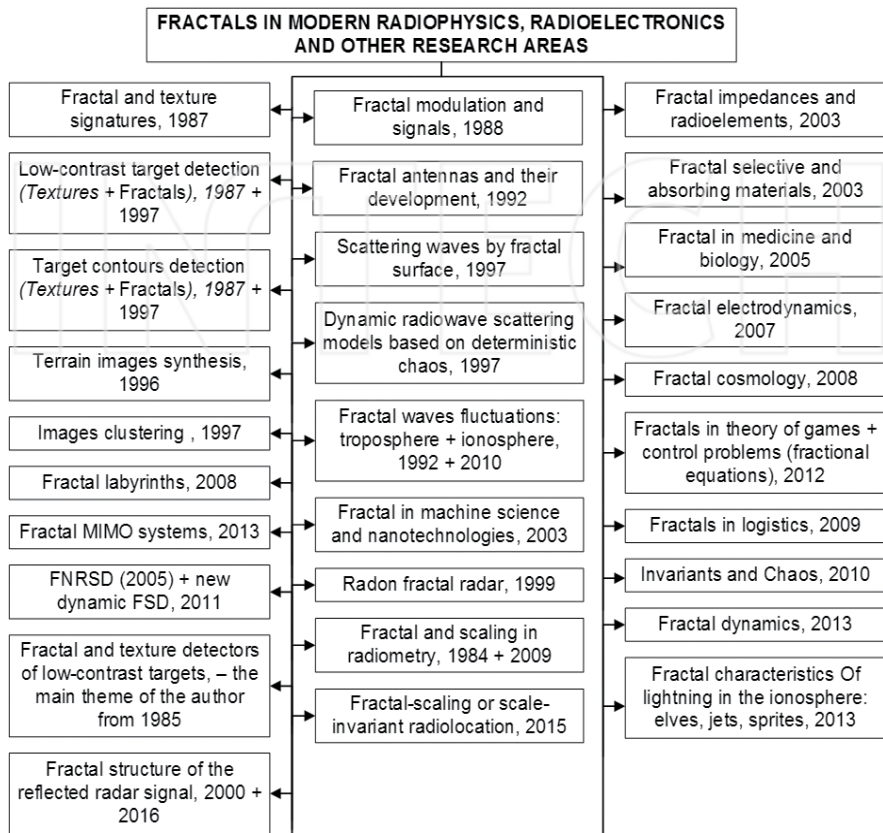 FRACTALS IN MODERN RADIOPHYSICS, RADIOELECTRONICS
AND OTHER RESEARCH AREAS
Fractal and texture
signatures, 1987
Low-contrast target detection
(Textures + Fractals), 1987 +
1997
Target contours detection
(Textures + Fractals), 1987 +
1997
Terrain images synthesis,
1996
Images clustering , 1997
Fractal labyrinths, 2008
Fractal MIMO systems, 2013
FNRSD (2005) + new
dynamic FSD, 2011
Fractal and texture detectors
of low-contrast targets, – the
main theme of the author
from 1985
Fractal structure of the
reflected radar signal, 2000 +
2016
Fractal modulation and
signals, 1988
Fractal antennas and their
development, 1992
Scattering waves by fractal
surface, 1997
Dynamic radiowave scattering
models based on deterministic
chaos, 1997
Fractal waves fluctuations:
troposphere + ionosphere,
1992 + 2010
Fractal in machine science
and nanotechnologies, 2003
Radon fractal radar, 1999
Fractal and scaling in
radiometry, 1984 + 2009
Fractal-scaling or scale-
invariant radiolocation, 2015
Fractal impedances and
radioelements, 2003
Fractal selective and
absorbing materials, 2003
Fractal in medicine and
biology, 2005
Fractal electrodynamics,
2007
Fractal cosmology, 2008
Fractals in theory of games +
control problems (fractional
equations), 2012
Fractals in logistics, 2009
Invariants and Chaos, 2010
Fractal dynamics, 2013
Fractal characteristics Of
lightning in the ionosphere:
elves, jets, sprites, 2013
INTECH